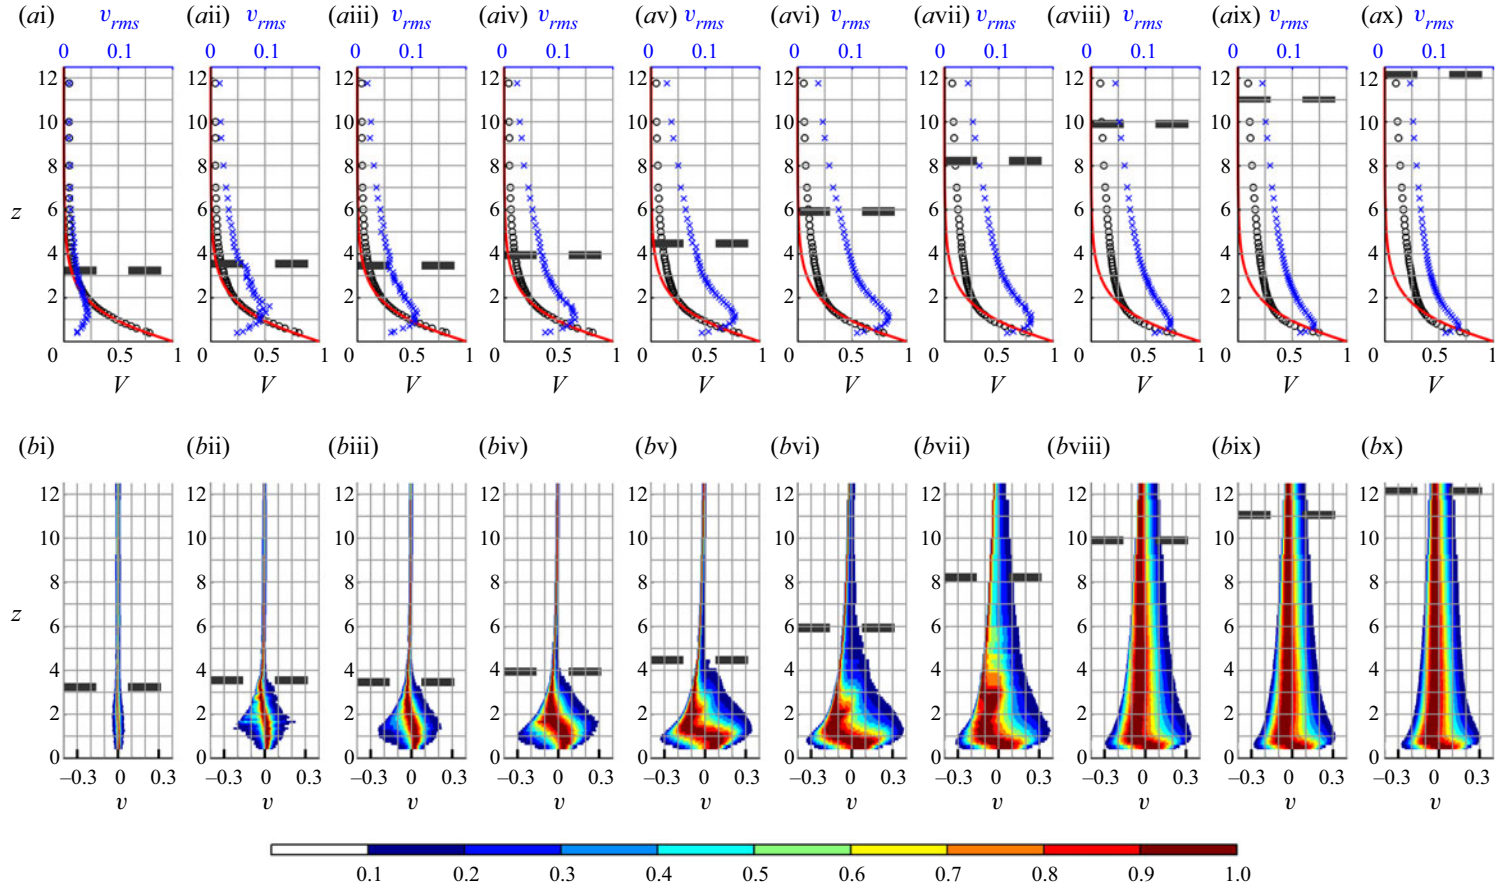 (ai) v_rms (aii) v_rms (aiii) v_rms (aiv) v_rms (av) v_rms (avi) v_rms (avii) v_rms (aviii) v_rms (aix) v_rms (ax) v_rms
0 0.1 0 0.1 0 0.1 0 0.1 0 0.1 0 0.1 0 0.1 0 0.1 0 0.1 0 0.1
12 12 12 12 12 12 12 12 12 12
10 10 10 10 10 10 10 10 10 10
8 8 8 8 8 8 8 8 8 8
z 6 6 6 6 6 6 6 6 6 6
4 4 4 4 4 4 4 4 4 4
2 2 2 2 2 2 2 2 2 2
0 0.5 1 0 0.5 1 0 0.5 1 0 0.5 1 0 0.5 1 0 0.5 1 0 0.5 1 0 0.5 1 0 0.5 1 0 0.5 1
V V V V V V V V V V
(bi) (bii) (biii) (biv) (bv) (bvi) (bvii) (bviii) (bix) (bx)
12 12 12 12 12 12 12 12 12 12
10 10 10 10 10 10 10 10 10 10
8 8 8 8 8 8 8 8 8 8
z 6 6 6 6 6 6 6 6 6 6
4 4 4 4 4 4 4 4 4 4
2 2 2 2 2 2 2 2 2 2
0 0 0 0 0 0 0 0 0 0
−0.3 0 0.3 −0.3 0 0.3 −0.3 0 0.3 −0.3 0 0.3 −0.3 0 0.3 −0.3 0 0.3 −0.3 0 0.3 −0.3 0 0.3 −0.3 0 0.3 −0.3 0 0.3
v v v v v v v v v v
0.1 0.2 0.3 0.4 0.5 0.6 0.7 0.8 0.9 1.0